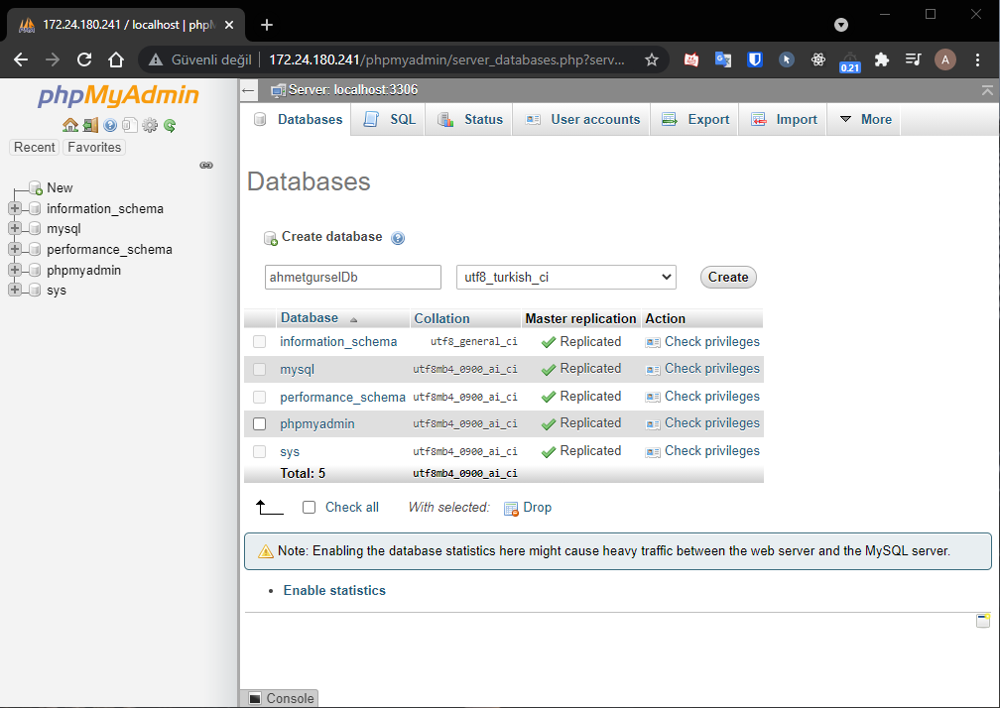 172.24.180.241 / localhost | phpM
Güvenli değil
172.24.180.241/phpmyadmin/server_databases.php?serv...
0.21
A
phpMyAdmin
Recent
Favorites
New
information_schema
mysql
performance_schema
phpmyadmin
sys
Server: localhost:3306
Databases
SQL
Status
User accounts
Export
Import
More
Databases
Create database
ahmetgurselDb
utf8_turkish_ci
Create
Database Collation Master replication Action
information_schema utf8_general_ci Replicated Check privileges
mysql utf8mb4_0900_ai_ci Replicated Check privileges
performance_schema utf8mb4_0900_ai_ci Replicated Check privileges
phpmyadmin utf8mb4_0900_ai_ci Replicated Check privileges
sys utf8mb4_0900_ai_ci Replicated Check privileges
Total: 5 utf8mb4_0900_ai_ci
Check all With selected: Drop
Note: Enabling the database statistics here might cause heavy traffic between the web server and the MySQL server.
Enable statistics
Console